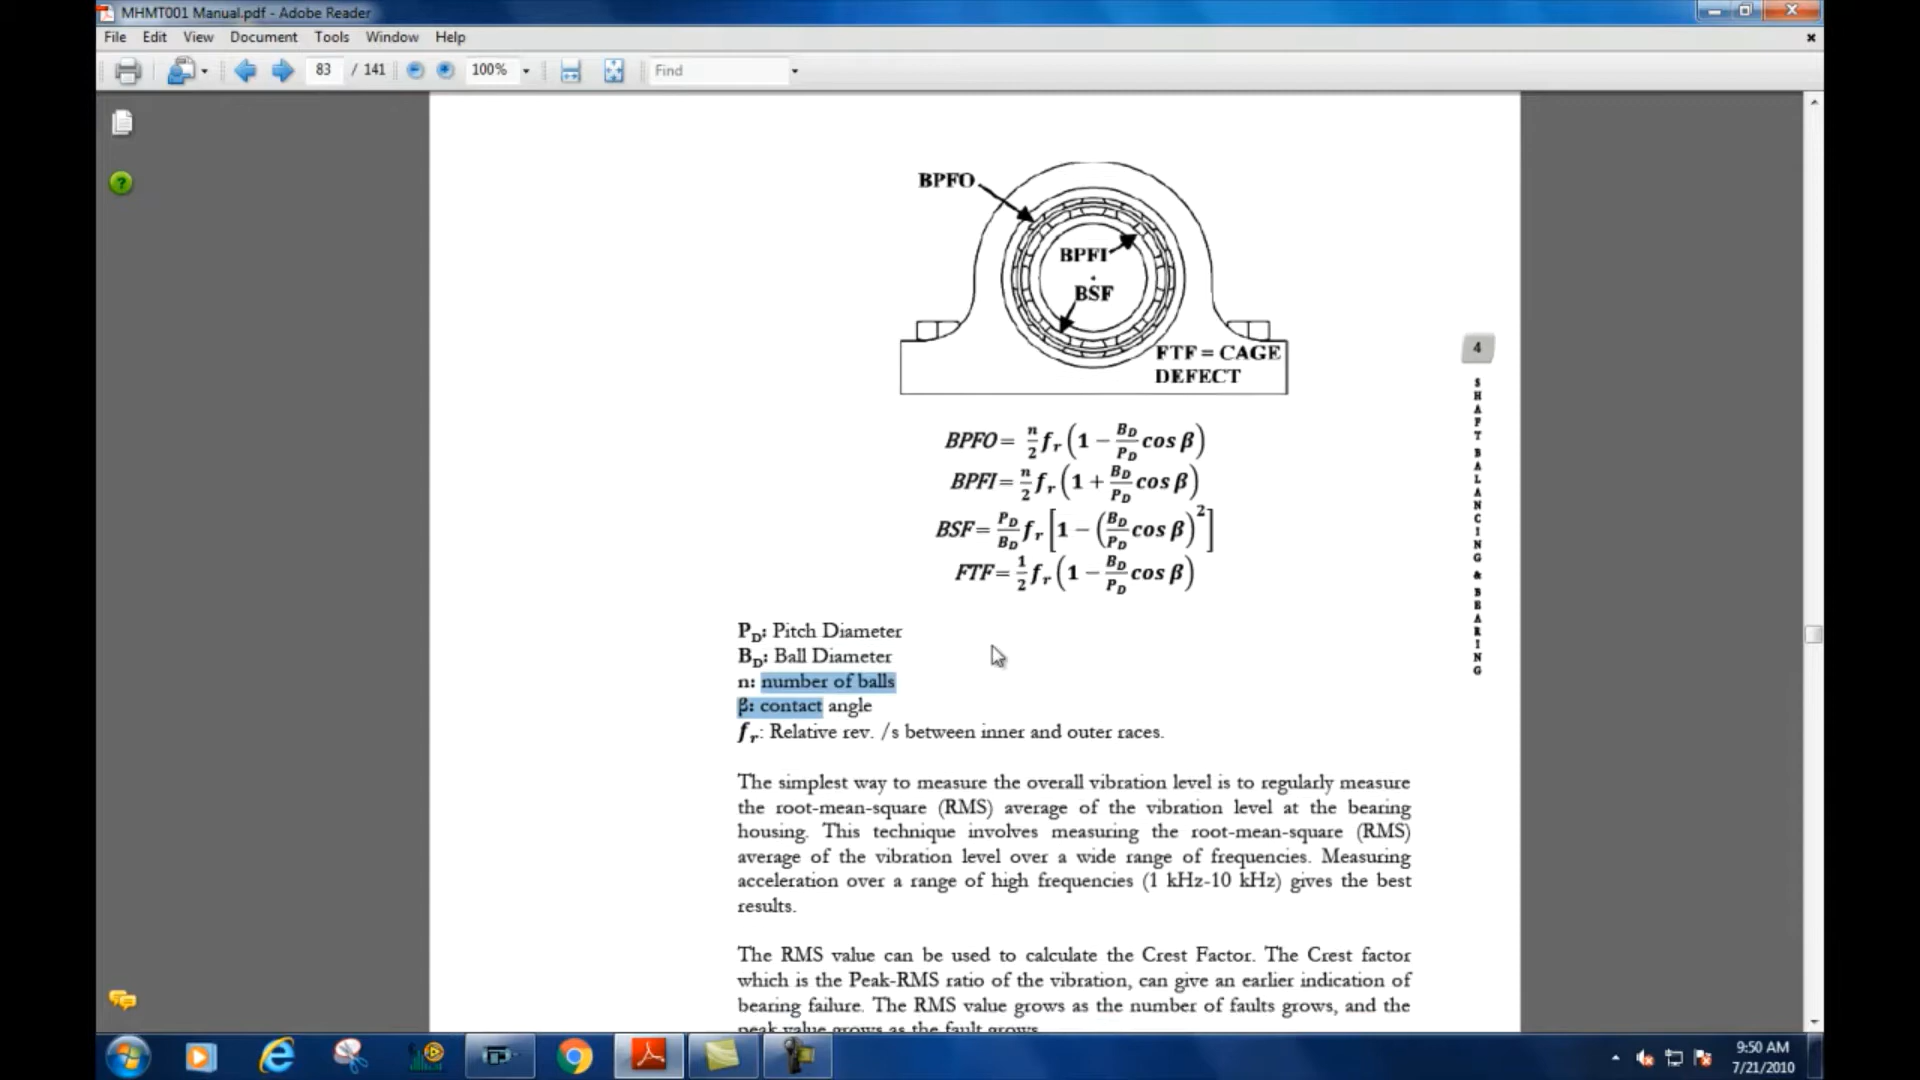 MHMT001 Manual.pdf - Adobe Reader
File Edit View Document Tools Window Help
83 / 141 100% Find
BPFO
BPFI
BSF
FTF = CAGE
DEFECT
4
SHAFT BALANCING & BEARING
BPFO = n/2 f_r (1 − B_D/P_D cos β)
BPFI = n/2 f_r (1 + B_D/P_D cos β)
BSF = P_D/B_D f_r [1 − (B_D/P_D cos β)^2]
FTF = 1/2 f_r (1 − B_D/P_D cos β)
P_D: Pitch Diameter
B_D: Ball Diameter
n: number of balls
β: contact angle
f_r: Relative rev. /s between inner and outer races.
The simplest way to measure the overall vibration level is to regularly measure
the root-mean-square (RMS) average of the vibration level at the bearing
housing. This technique involves measuring the root-mean-square (RMS)
average of the vibration level over a wide range of frequencies. Measuring
acceleration over a range of high frequencies (1 kHz-10 kHz) gives the best
results.
The RMS value can be used to calculate the Crest Factor. The Crest factor
which is the Peak-RMS ratio of the vibration, can give an earlier indication of
bearing failure. The RMS value grows as the number of faults grows, and the
peak value grows as the fault grows.
9:50 AM
7/21/2010